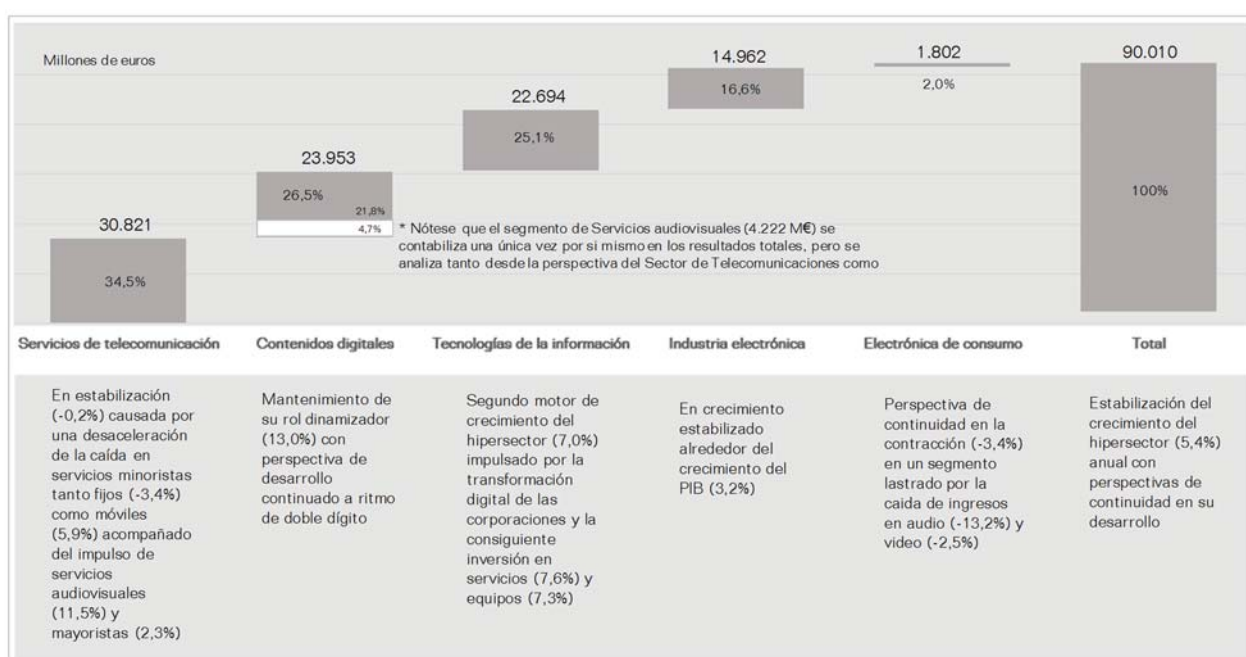 Millones de euros
30.821
34,5%
23.953
26,5%
21,8%
4,7%
22.694
25,1%
14.962
16,6%
1.802
2,0%
90.010
100%
* Nótese que el segmento de Servicios audiovisuales (4.222 M€) se
contabiliza una única vez por si mismo en los resultados totales, pero se
analiza tanto desde la perspectiva del Sector de Telecomunicaciones como
Servicios de telecomunicación
Contenidos digitales
Tecnologías de la información
Industria electrónica
Electrónica de consumo
Total
En estabilización
(-0,2%) causada por
una desaceleración
de la caída en
servicios minoristas
tanto fijos (-3,4%)
como móviles
(5,9%) acompañado
del impulso de
servicios
audiovisuales
(11,5%) y
mayoristas (2,3%)
Mantenimiento de
su rol dinamizador
(13,0%) con
perspectiva de
desarrollo
continuado a ritmo
de doble dígito
Segundo motor de
crecimiento del
hipersector (7,0%)
impulsado por la
transformación
digital de las
corporaciones y la
consiguiente
inversión en
servicios (7,6%) y
equipos (7,3%)
En crecimiento
estabilizado
alrededor del
crecimiento del
PIB (3,2%)
Perspectiva de
continuidad en la
contracción (-3,4%)
en un segmento
lastrado por la
caida de ingresos
en audio (-13,2%) y
video (-2,5%)
Estabilización del
crecimiento del
hipersector (5,4%)
anual con
perspectivas de
continuidad en su
desarrollo